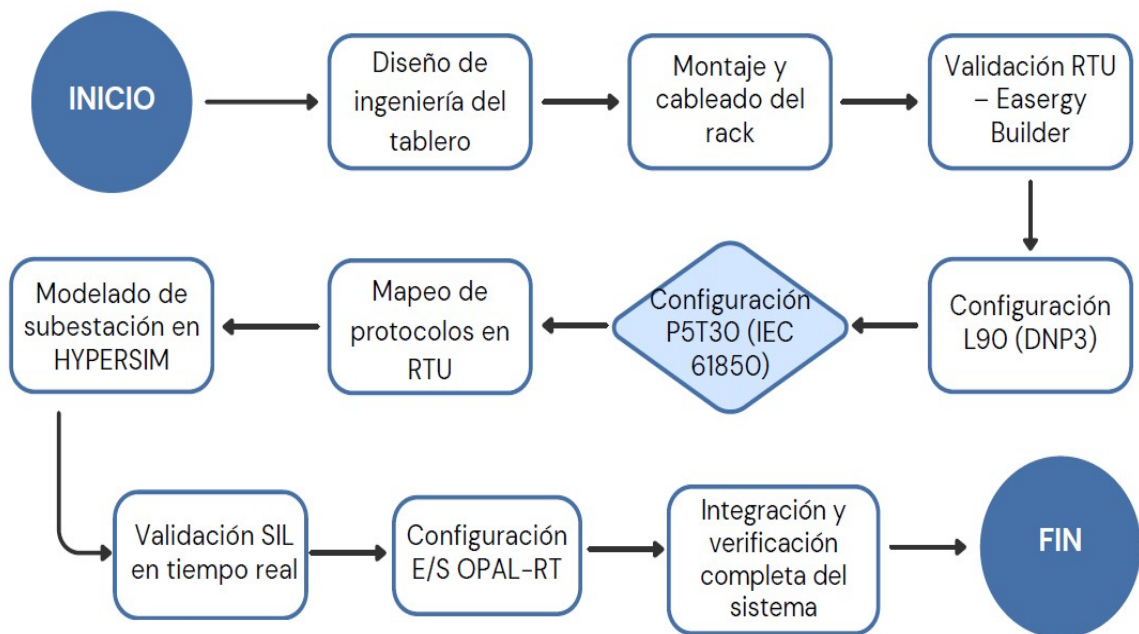 INICIO
Diseño de
ingeniería del
tablero
Montaje y
cableado del
rack
Validación RTU
– Easergy
Builder
Configuración
L90 (DNP3)
Configuración
P5T30 (IEC
61850)
Mapeo de
protocolos en
RTU
Modelado de
subestación en
HYPERSIM
Validación SIL
en tiempo real
Configuración
E/S OPAL-RT
Integración y
verificación
completa del
sistema
FIN